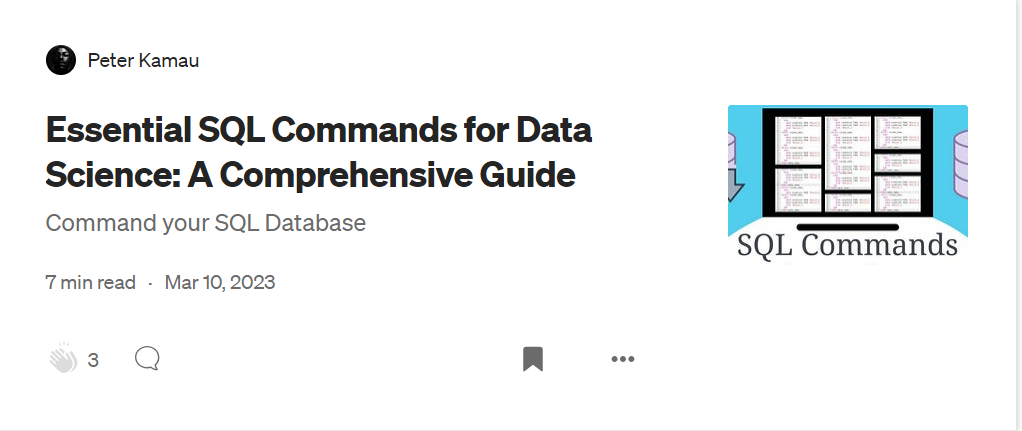 Peter Kamau
Essential SQL Commands for Data
Science: A Comprehensive Guide
Command your SQL Database
7 min read · Mar 10, 2023
3
SQL Commands